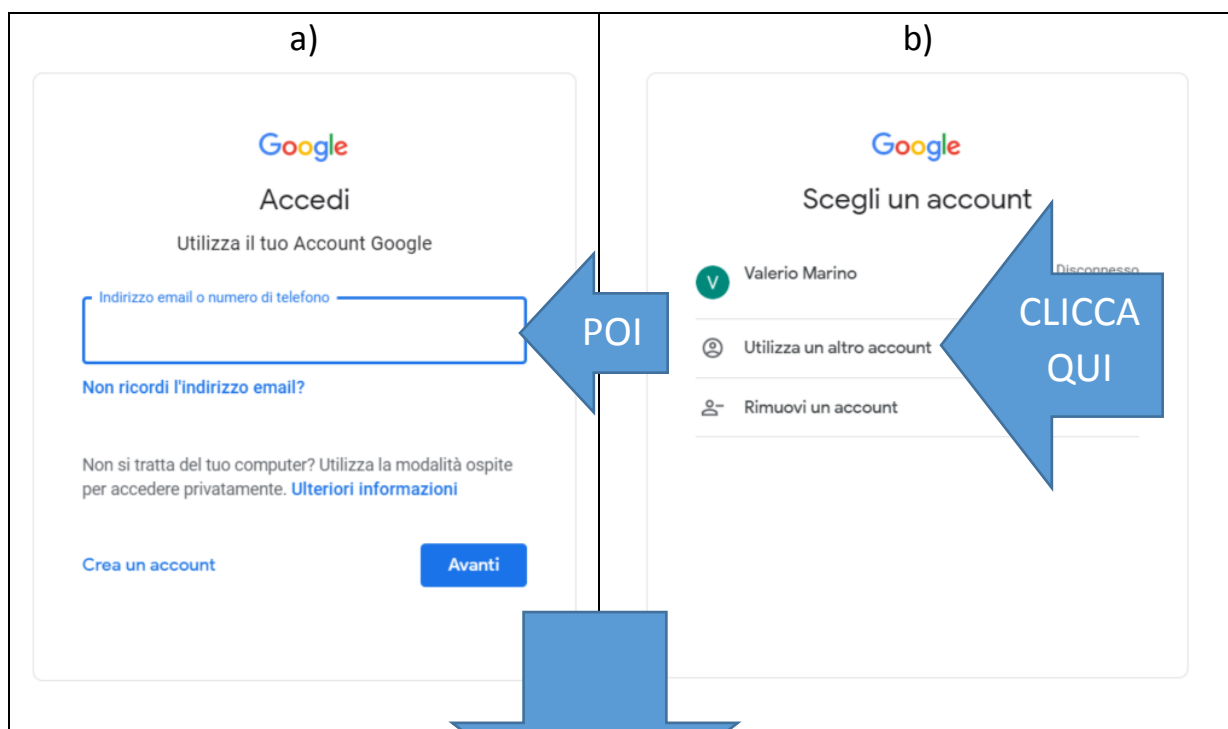 a)
Google
Accedi
Utilizza il tuo Account Google
Indirizzo email o numero di telefono
Non ricordi l'indirizzo email?
Non si tratta del tuo computer? Utilizza la modalità ospite
per accedere privatamente. Ulteriori informazioni
Crea un account
Avanti
POI
b)
Google
Scegli un account
V
Valerio Marino
Disconnesso
Utilizza un altro account
Rimuovi un account
CLICCA
QUI